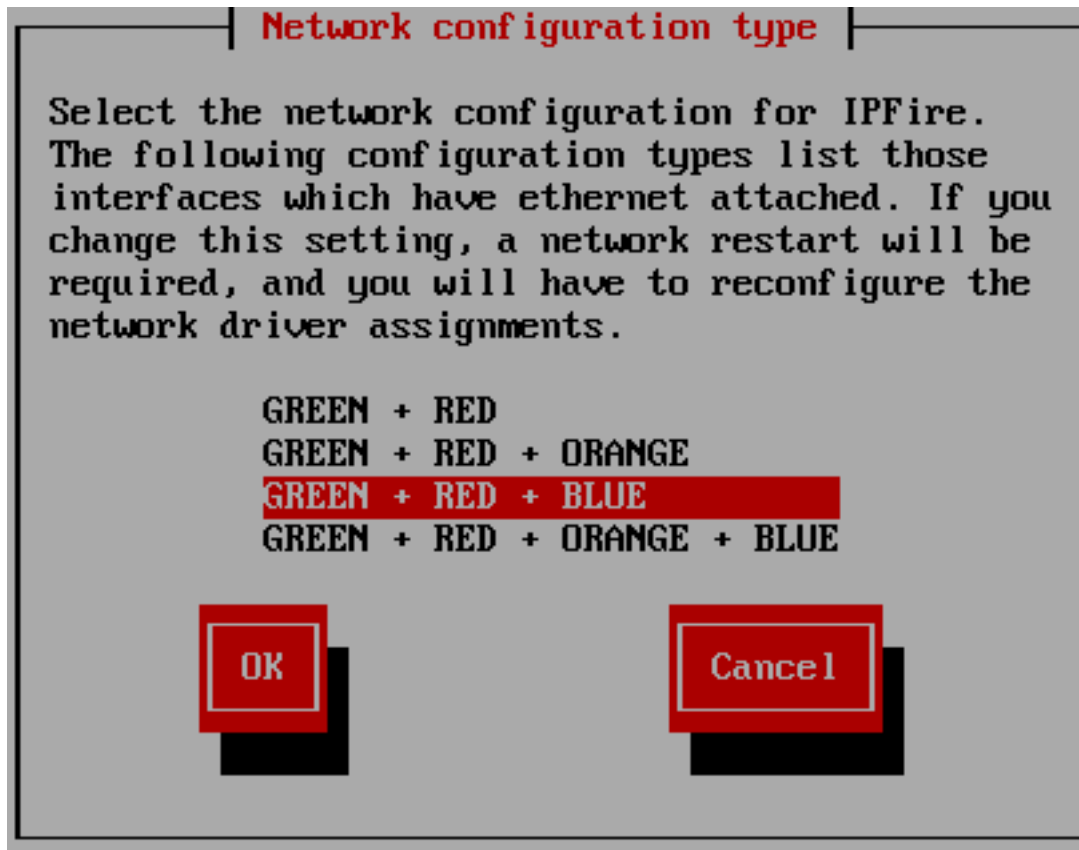 Network configuration type
Select the network configuration for IPFire.
The following configuration types list those
interfaces which have ethernet attached. If you
change this setting, a network restart will be
required, and you will have to reconfigure the
network driver assignments.
GREEN + RED
GREEN + RED + ORANGE
GREEN + RED + BLUE
GREEN + RED + ORANGE + BLUE
OK Cancel